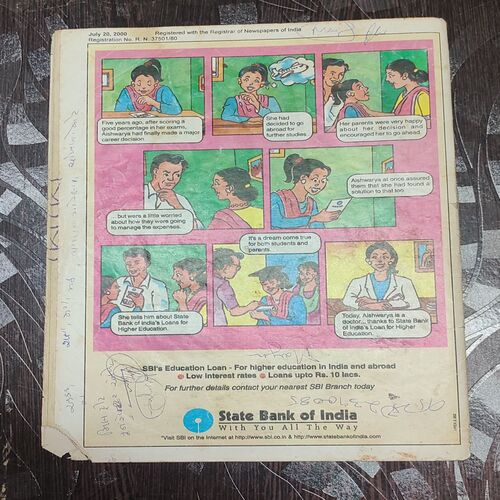 July 20, 2000
Registered with the Registrar of Newspapers of India
Registration No. R. N. 37501/80
Five years ago, after scoring a
good percentage in her exams,
Aishwarya had finally made a major
career decision
She had
decided to go
abroad for
further studies.
Her parents were very happy
about her decision and
encouraged her to go ahead.
... but were a little worried
about how they were going
to manage the expenses.
Aishwarya at once assured
them that she had found a
solution to that too.
She tells him about State
Bank of India's Loans for
Higher Education.
It's a dream come true
for both students and
parents.
Today, Aishwarya is a
doctor... thanks to State Bank
of India's Loan for
Higher Education.
SBI's Education Loan - For higher education in India and abroad
Low interest rates Loans upto Rs. 10 lacs.
For further details contact your nearest SBI Branch today
State Bank of India
With You All The Way
*Visit SBI on the Internet at http://www.sbi.co.in & http://www.statebankofindia.com